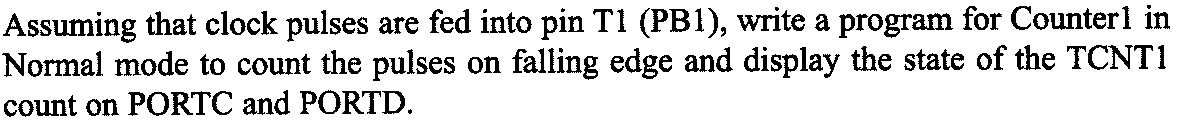 Assuming that clock pulses are fed into pin T1 (PB1), write a program for Counter1 in
Normal mode to count the pulses on falling edge and display the state of the TCNT1
count on PORTC and PORTD.